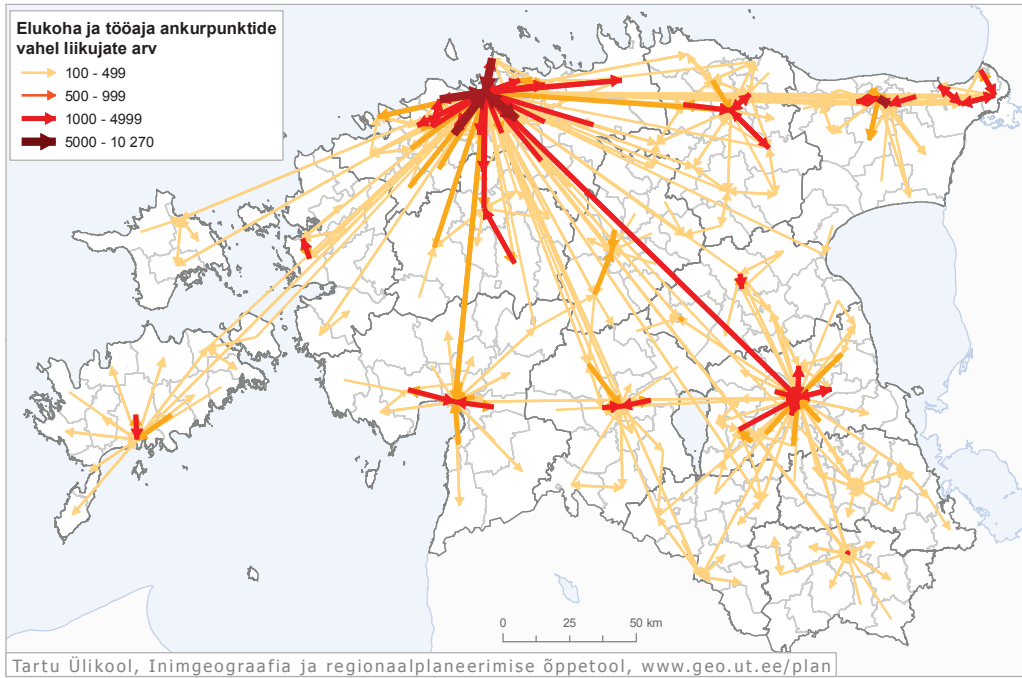 Elukoha ja tööaja ankurpunktide
vahel liikujate arv
100 - 499
500 - 999
1000 - 4999
5000 - 10 270
0 25 50 km
Tartu Ülikool, Inimgeograafia ja regionaalplaneerimise õppetool, www.geo.ut.ee/plan